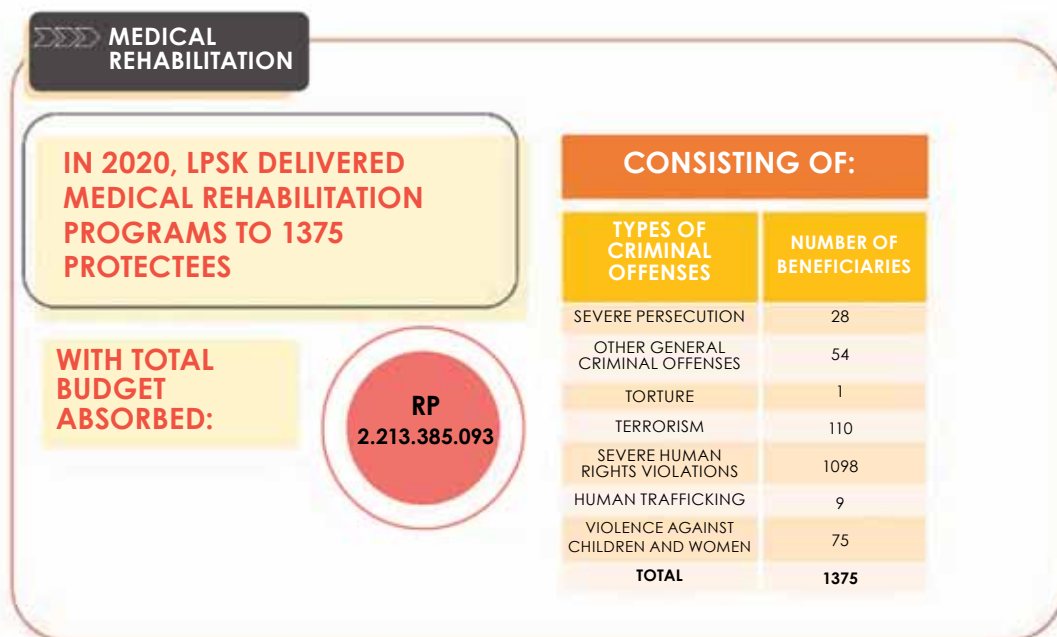 MEDICAL
REHABILITATION
IN 2020, LPSK DELIVERED
MEDICAL REHABILITATION
PROGRAMS TO 1375
PROTECTEES
WITH TOTAL
BUDGET
ABSORBED:
RP
2.213.385.093
CONSISTING OF:
TYPES OF
CRIMINAL
OFFENSES
NUMBER OF
BENEFICIARIES
SEVERE PERSECUTION 28
OTHER GENERAL
CRIMINAL OFFENSES 54
TORTURE 1
TERRORISM 110
SEVERE HUMAN
RIGHTS VIOLATIONS 1098
HUMAN TRAFFICKING 9
VIOLENCE AGAINST
CHILDREN AND WOMEN 75
TOTAL 1375